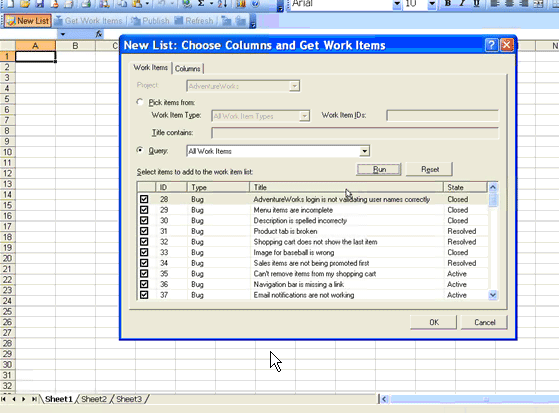 Arial 10 B
New List Get Work Items Publish Refresh
A B C
New List: Choose Columns and Get Work Items
Work Items Columns
Project: AdventureWorks
Pick items from:
Work Item Type: All Work Item Types Work Item IDs:
Title contains:
Query: All Work Items
Select items to add to the work item list: Run Reset
ID Type Title State
28 Bug AdventureWorks login is not validating user names correctly Closed
29 Bug Menu items are incomplete Closed
30 Bug Description is spelled incorrectly Closed
31 Bug Product tab is broken Resolved
32 Bug Shopping cart does not show the last item Resolved
33 Bug Image for baseball is wrong Closed
34 Bug Sales items are not being promoted first Resolved
35 Bug Can't remove items from my shopping cart Active
36 Bug Navigation bar is missing a link Active
37 Bug Email notifications are not working Active
OK Cancel
1
2
3
4
5
6
7
8
9
10
11
12
13
14
15
16
17
18
19
20
21
22
23
24
25
26
27
28
29
30
31
32
Sheet1 Sheet2 Sheet3